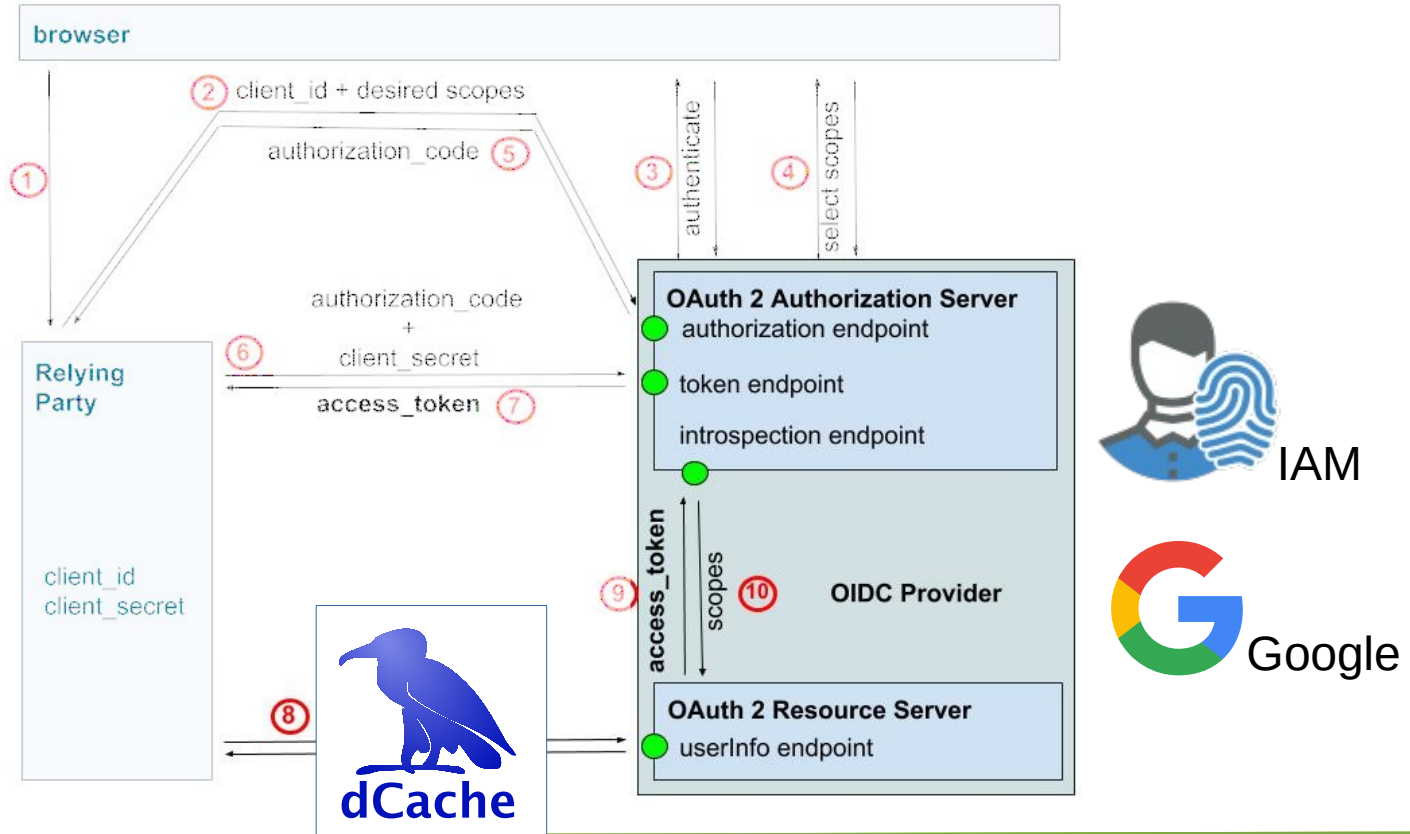 browser
2 client_id + desired scopes
authorization_code 5
1
3
authenticate
4
select scopes
authorization_code
+
client_secret
6
access_token 7
Relying
Party
client_id
client_secret
OAuth 2 Authorization Server
authorization endpoint
token endpoint
introspection endpoint
access_token
9
scopes
10
OIDC Provider
OAuth 2 Resource Server
userInfo endpoint
8
dCache
IAM
Google